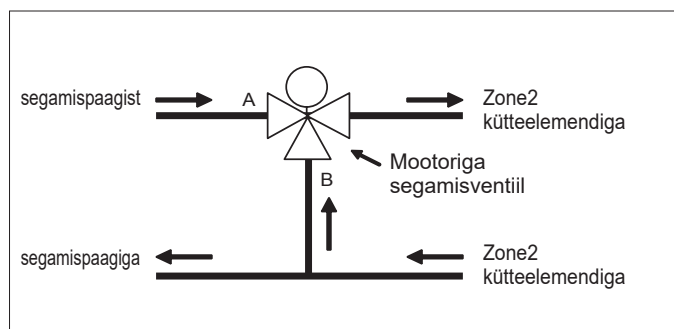 segamispaagist
A
Zone2
kütteelemendiga
Mootoriga
segamisventiil
B
segamispaagiga
Zone2
kütteelemendiga